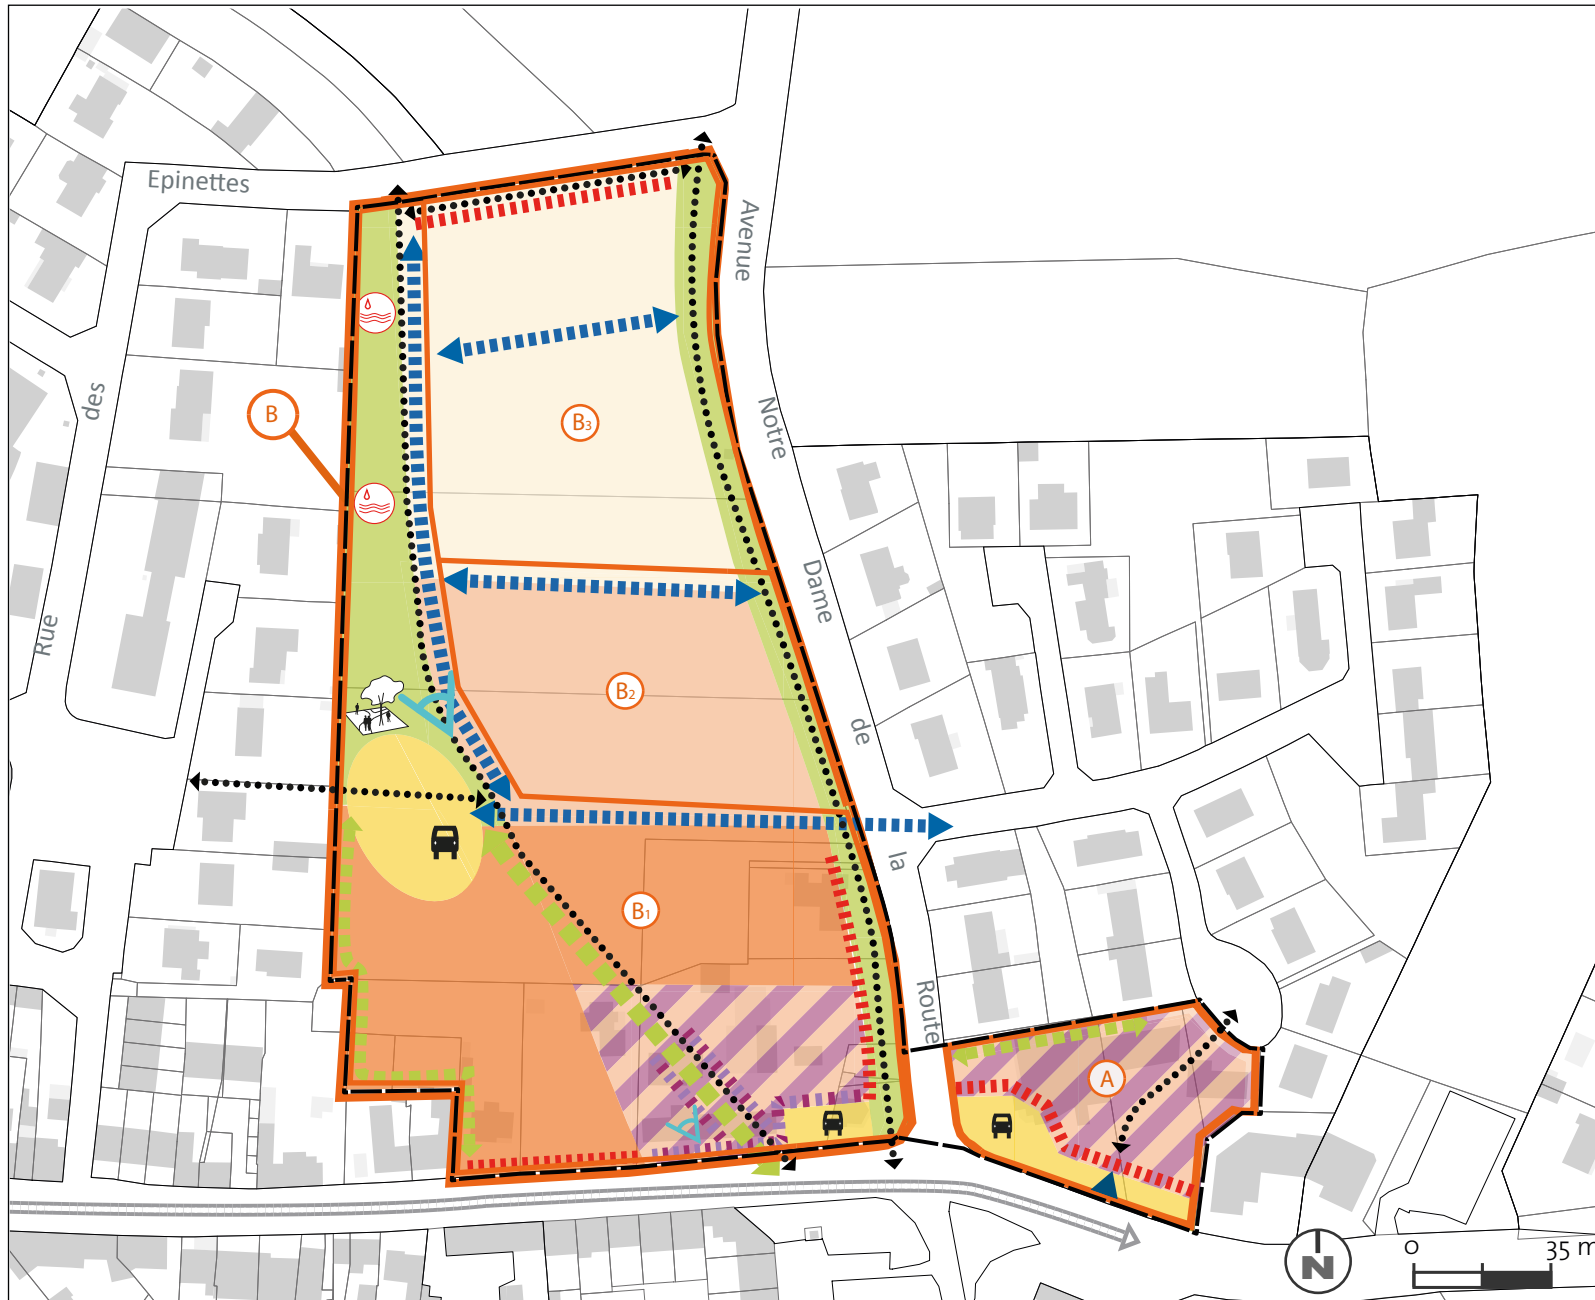 Epinettes
Avenue
des
B
B3
Notre
Dame
Rue
B2
de
la
B1
Route
A
N
0 35 m